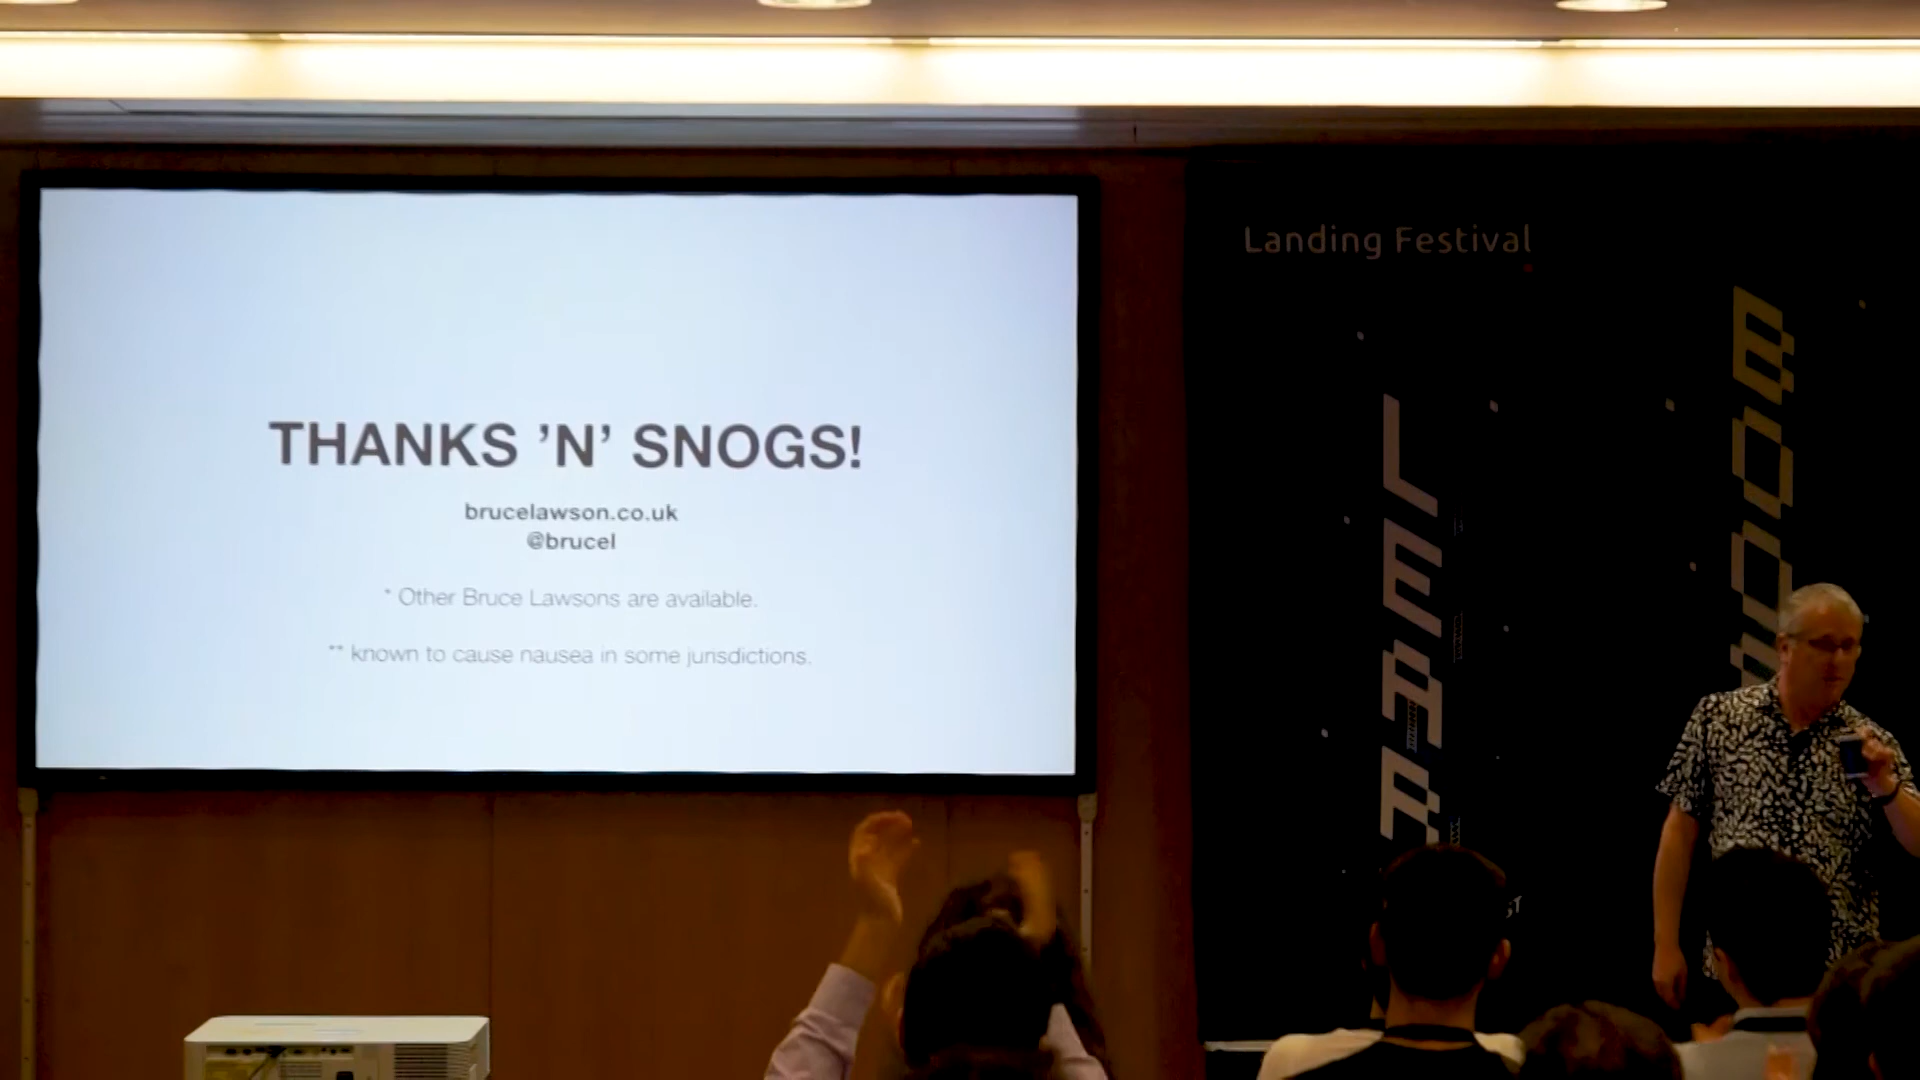 THANKS ’N’ SNOGS!
brucelawson.co.uk
@brucel
* Other Bruce Lawsons are available.
** known to cause nausea in some jurisdictions.
Landing Festival
LEAR